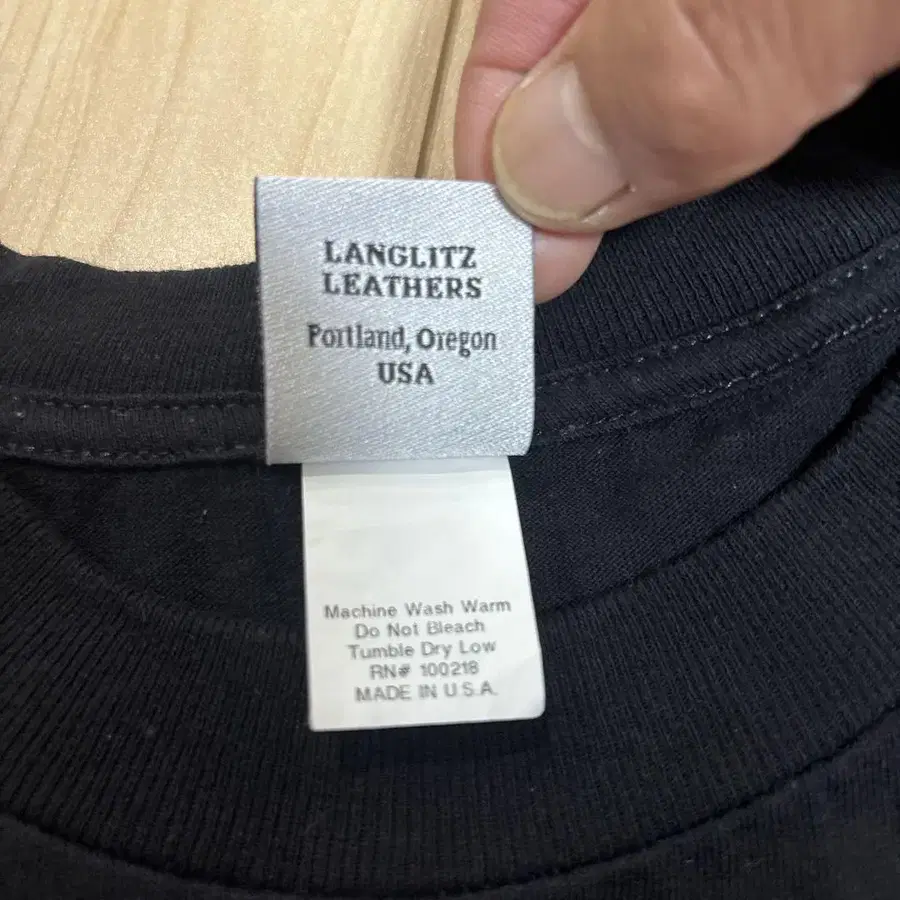 LANGLITZ
LEATHERS
Portland, Oregon
USA
Machine Wash Warm
Do Not Bleach
Tumble Dry Low
RN# 100218
MADE IN U.S.A.